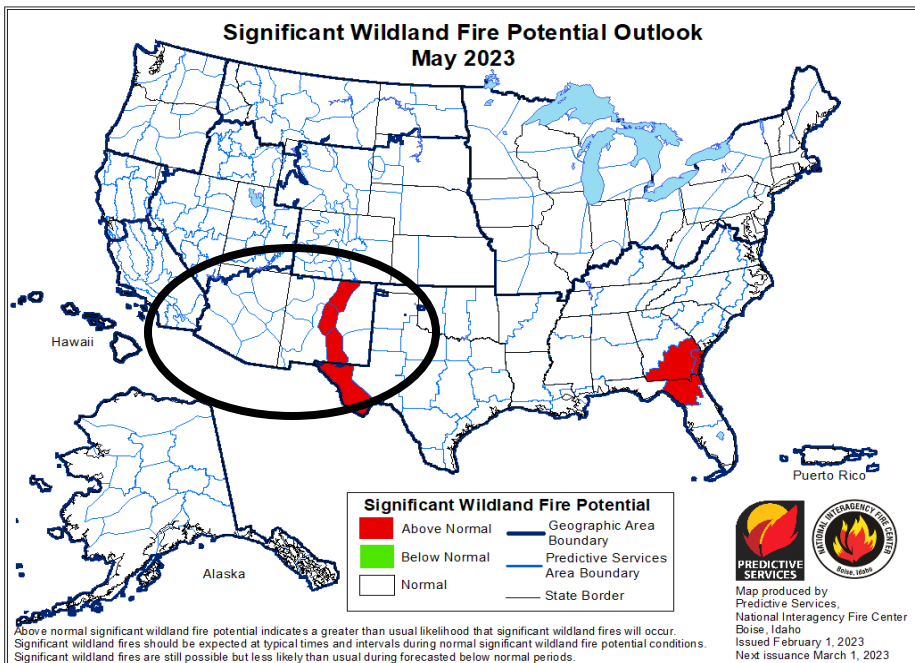 Significant Wildland Fire Potential Outlook
May 2023
Hawaii
Alaska
Puerto Rico
Significant Wildland Fire Potential
Above Normal
Below Normal
Normal
Geographic Area
Boundary
Predictive Services
Area Boundary
State Border
PREDICTIVE
SERVICES
NATIONAL INTERAGENCY FIRE CENTER
Boise, Idaho
Map produced by
Predictive Services,
National Interagency Fire Center
Boise, Idaho
Issued February 1, 2023
Next issuance March 1, 2023
Above normal significant wildland fire potential indicates a greater than usual likelihood that significant wildland fires will occur.
Significant wildland fires should be expected at typical times and intervals during normal significant wildland fire potential conditions.
Significant wildland fires are still possible but less likely than usual during forecasted below normal periods.